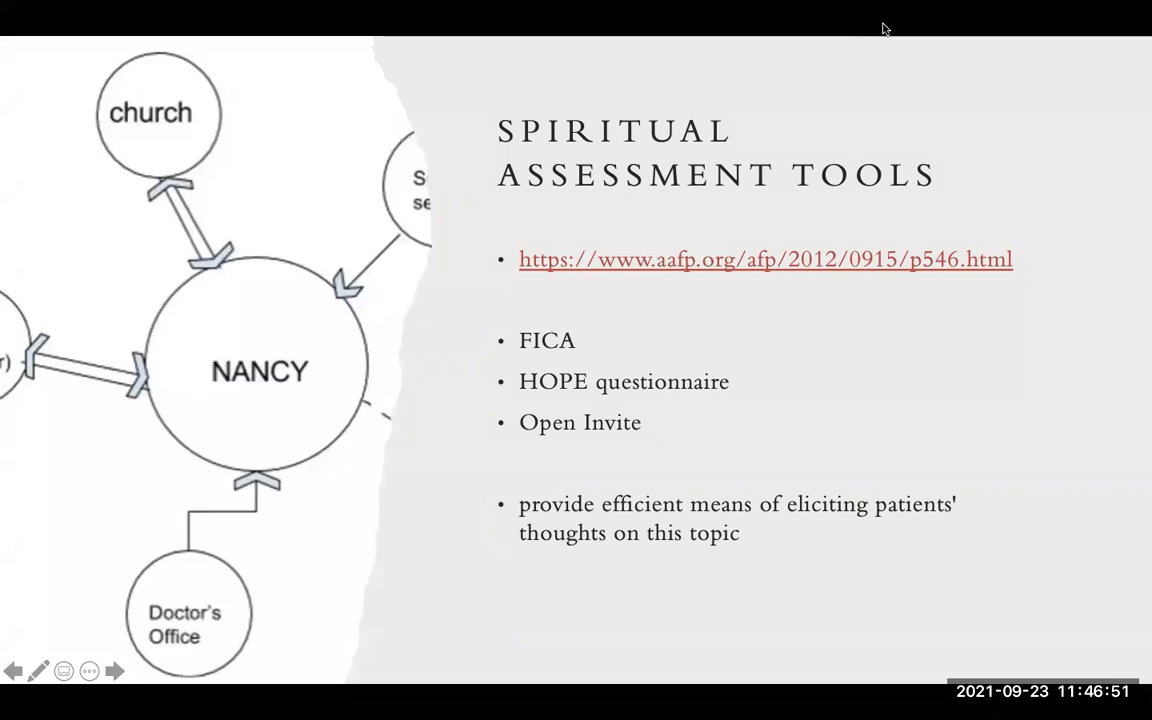 church
SPIRITUAL
ASSESSMENT TOOLS
https://www.aafp.org/afp/2012/0915/p546.html
NANCY
• FICA
• HOPE questionnaire
• Open Invite
• provide efficient means of eliciting patients'
thoughts on this topic
Doctor's
Office
2021-09-23 11:46:51